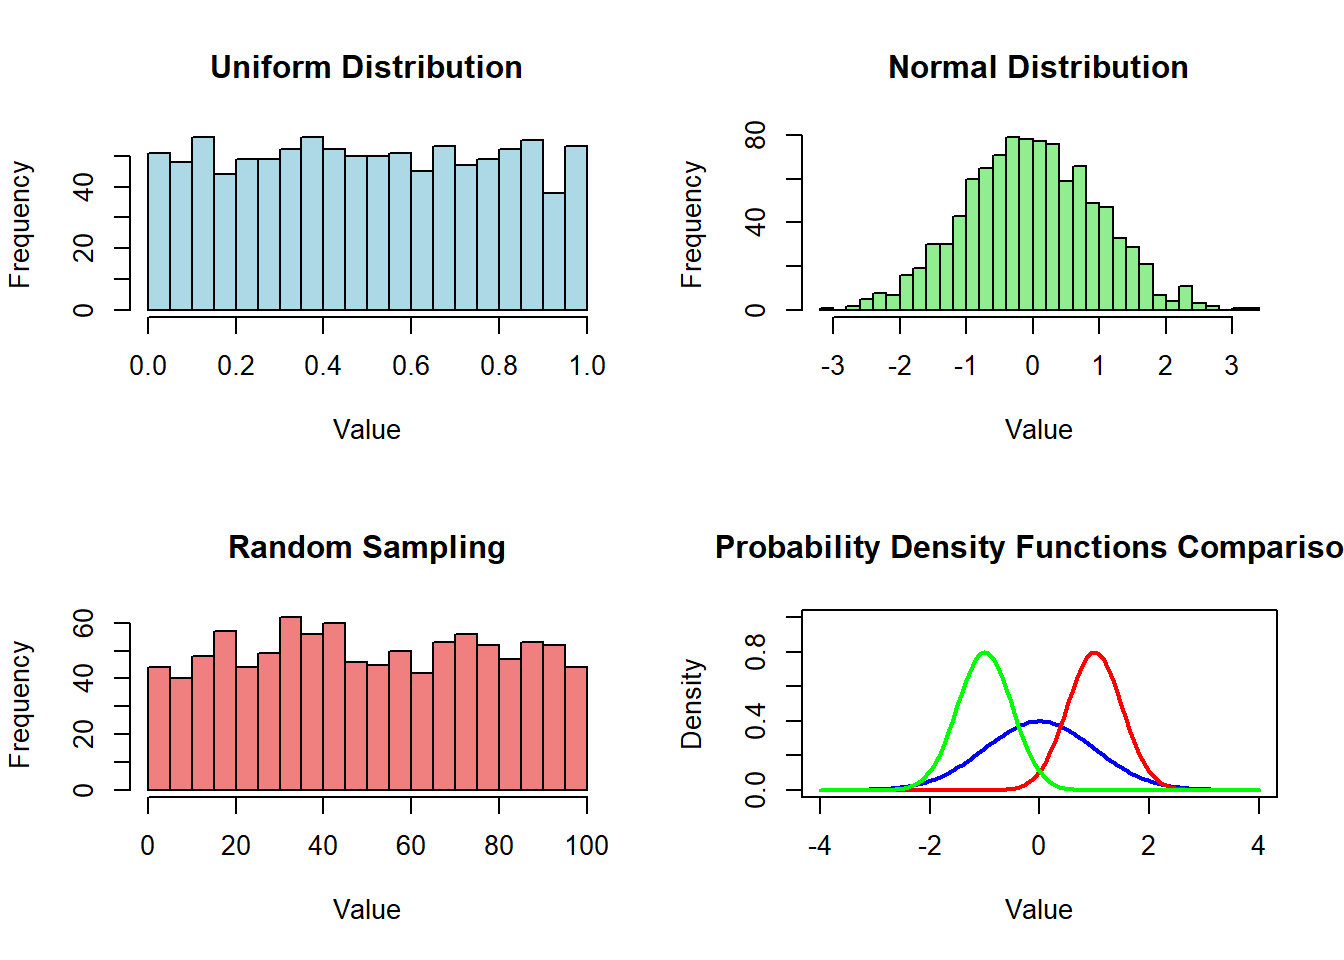 Uniform Distribution
Frequency
0 20 40
0.0 0.2 0.4 0.6 0.8 1.0
Value
Normal Distribution
Frequency
0 40 80
-3 -2 -1 0 1 2 3
Value
Random Sampling
Frequency
0 20 40 60
0 20 40 60 80 100
Value
Probability Density Functions Compariso
Density
0.0 0.4 0.8
-4 -2 0 2 4
Value